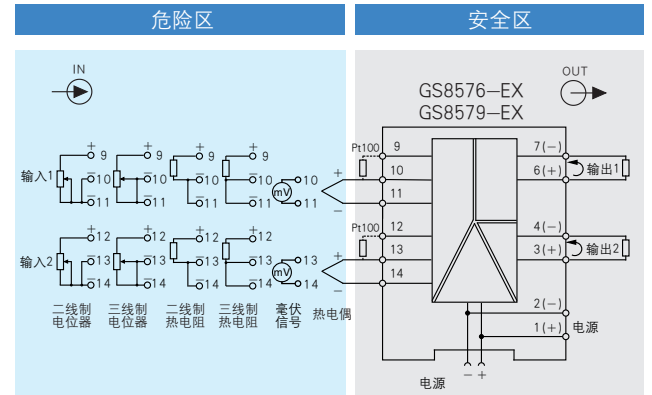 危险区
安全区
IN
OUT
GS8576-EX
GS8579-EX
输入1
+ 9
-10
-11
+ 9
-10
-11
+ 9
-10
-11
+ 9
-10
-11
mV
10
11
+
-
Pt100
9
10
11
7(-)
6(+)
输出1
输入2
+12
-13
-14
+12
-13
-14
+12
-13
-14
+12
-13
-14
mV
13
14
+
-
Pt100
12
13
14
4(-)
3(+)
输出2
2(-)
1(+)
电源
二线制
电位器
三线制
电位器
二线制
热电阻
三线制
热电阻
毫伏
信号
热电偶
电源
- +